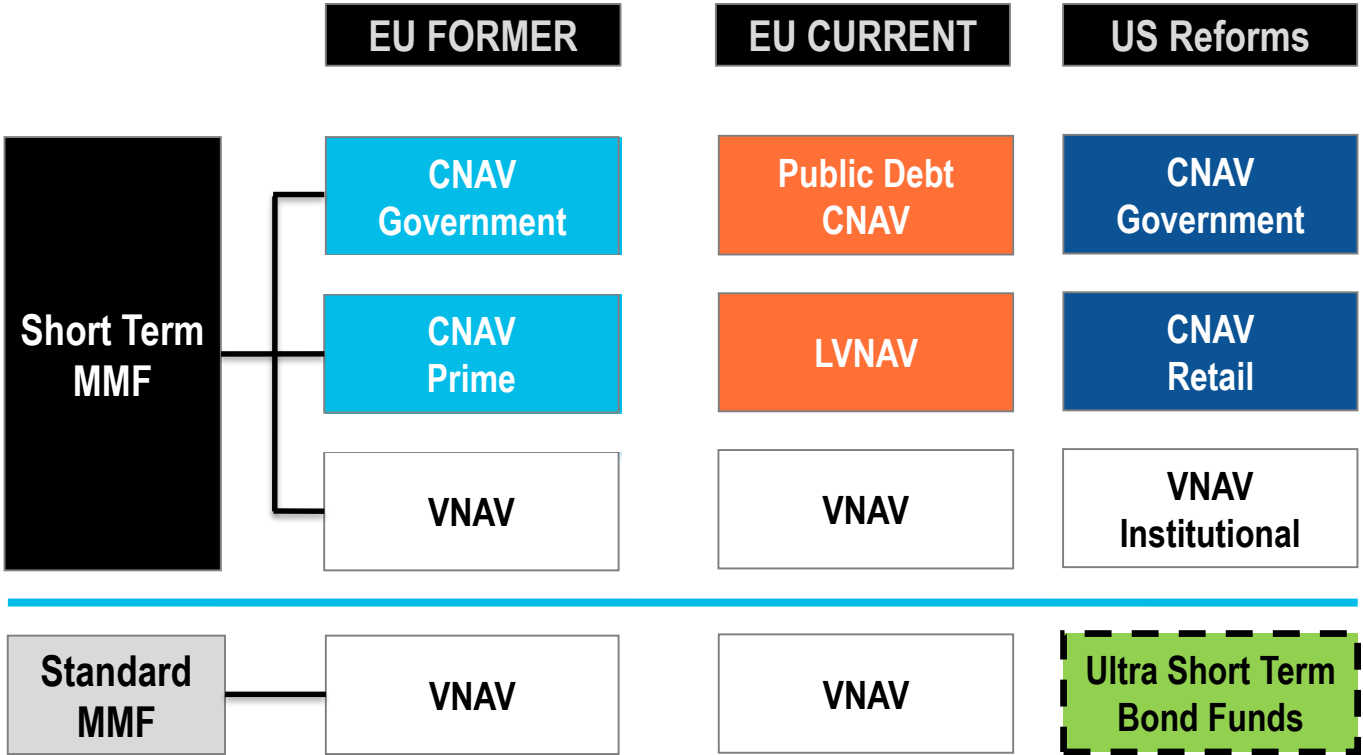 EU FORMER
EU CURRENT
US Reforms
Short Term
MMF
CNAV
Government
Public Debt
CNAV
CNAV
Government
CNAV
Prime
LVNAV
CNAV
Retail
VNAV
VNAV
VNAV
Institutional
Standard
MMF
VNAV
VNAV
Ultra Short Term
Bond Funds